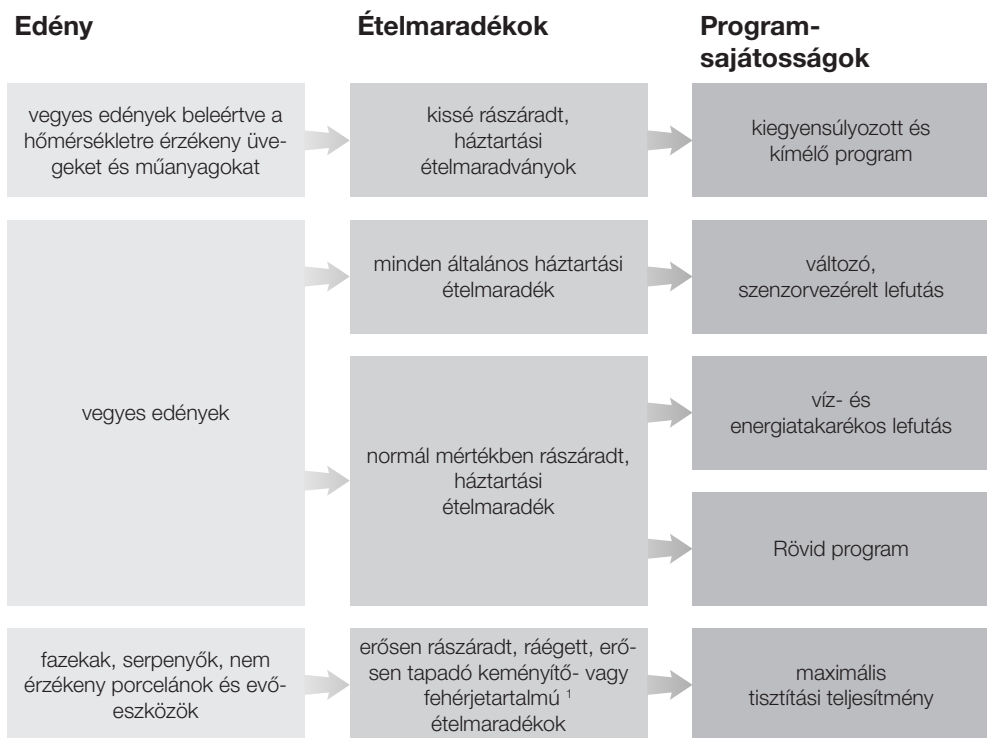 Edény
Ételmaradékok
Program-
sajátosságok
vegyes edények beleértve a
hőmérsékletre érzékeny üve-
geket és műanyagokat
kissé rászáradt,
háztartási
ételmaradványok
kiegyensúlyozott és
kímélő program
vegyes edények
minden általános háztartási
ételmaradék
változó,
szenzorvezérelt lefutás
normál mértékben rászáradt,
háztartási
ételmaradék
víz- és
energiatakarékos lefutás
Rövid program
fazekak, serpenyők, nem
érzékeny porcelánok és evő-
eszközök
erősen rászáradt, ráégett, erő-
sen tapadó keményítő- vagy
fehérjetartalmú 1
ételmaradékok
maximális
tisztítási teljesítmény